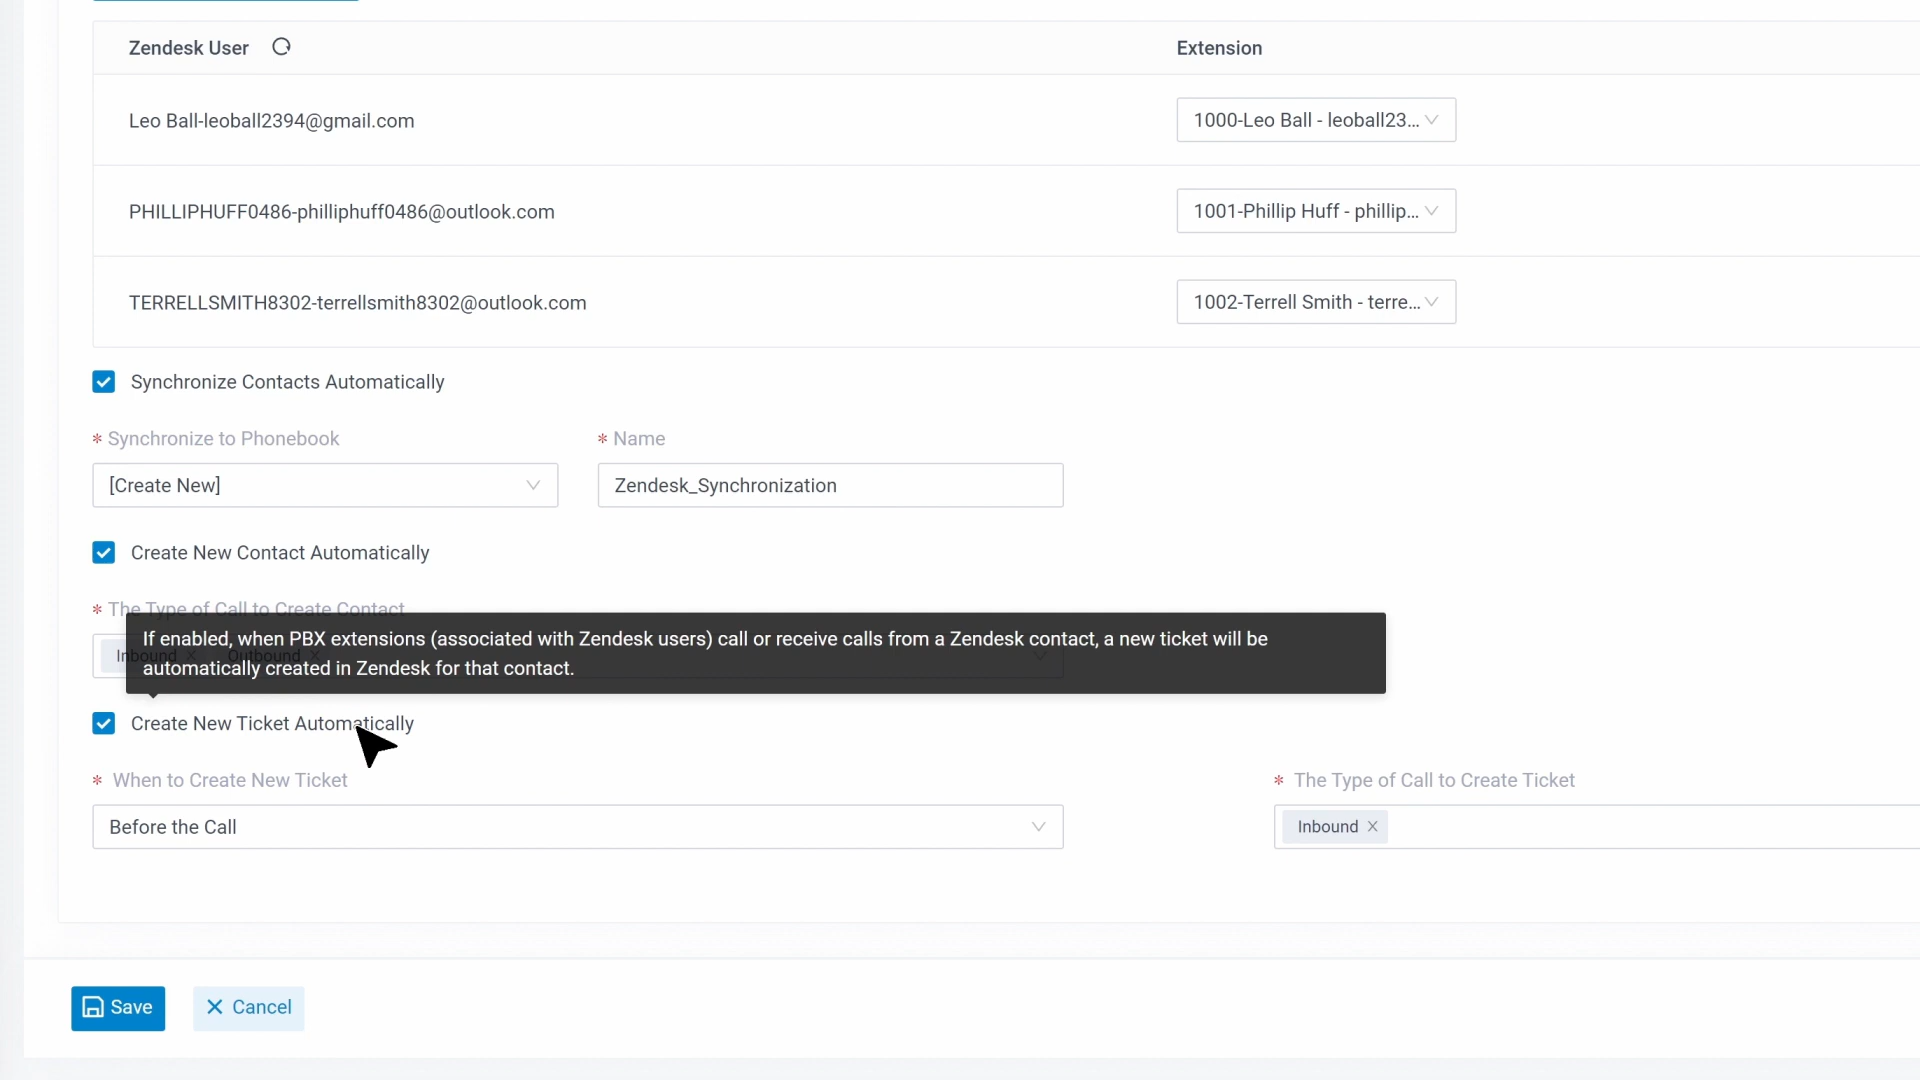 Zendesk User
Extension
Leo Ball-leoball2394@gmail.com
1000-Leo Ball - leoball23...
PHILLIPHUFF0486-philliphuff0486@outlook.com
1001-Phillip Huff - phillip...
TERRELLSMITH8302-terrellsmith8302@outlook.com
1002-Terrell Smith - terre...
Synchronize Contacts Automatically
* Synchronize to Phonebook
* Name
[Create New]
Zendesk_Synchronization
Create New Contact Automatically
* The Type of Call to Create Contact
If enabled, when PBX extensions (associated with Zendesk users) call or receive calls from a Zendesk contact, a new ticket will be
Inbound Outbound
automatically created in Zendesk for that contact.
Create New Ticket Automatically
* When to Create New Ticket
* The Type of Call to Create Ticket
Before the Call
Inbound
Save
Cancel